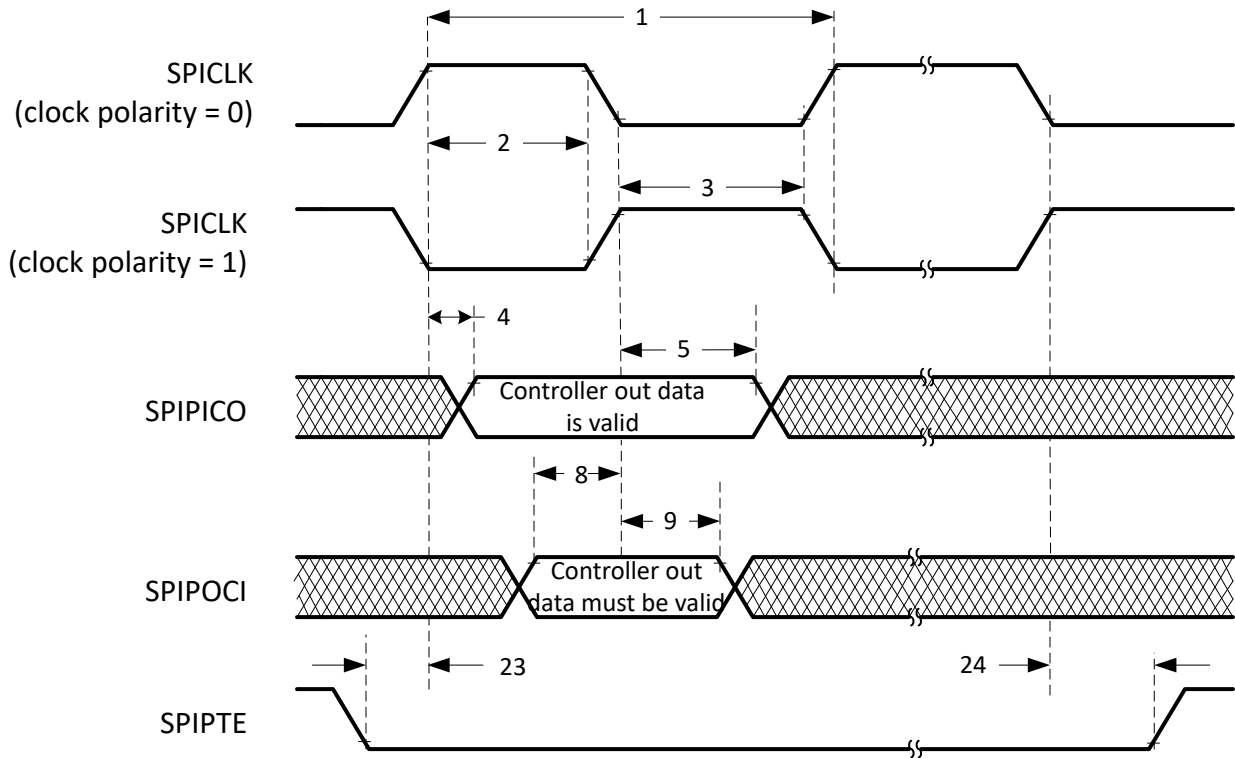 1
SPICLK
(clock polarity = 0)
2
3
SPICLK
(clock polarity = 1)
4
5
SPIPICO
Controller out data
is valid
8
9
SPIPOCI
Controller out
data must be valid
23
24
SPIPTE